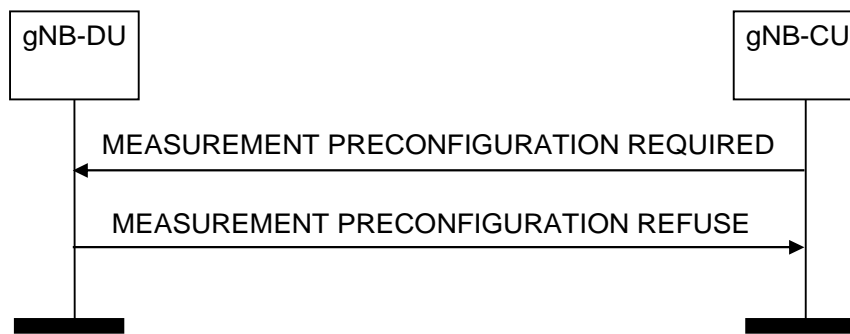 gNB-DU
gNB-CU
MEASUREMENT PRECONFIGURATION REQUIRED
MEASUREMENT PRECONFIGURATION REFUSE